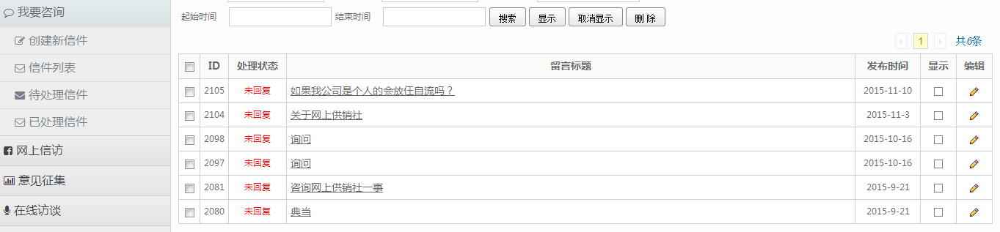 我要咨询
创建新信件
信件列表
待处理信件
已处理信件
网上信访
意见征集
在线访谈
起始时间 结束时间 搜索 显示 取消显示 删 除
‹ 1 › 共6条
ID 处理状态 留言标题 发布时间 显示 编辑
2105 未回复 如果我公司是个人的会放任自流吗？ 2015-11-10
2104 未回复 关于网上供销社 2015-11-3
2098 未回复 询问 2015-10-16
2097 未回复 询问 2015-10-16
2081 未回复 咨询网上供销社一事 2015-9-21
2080 未回复 典当 2015-9-21